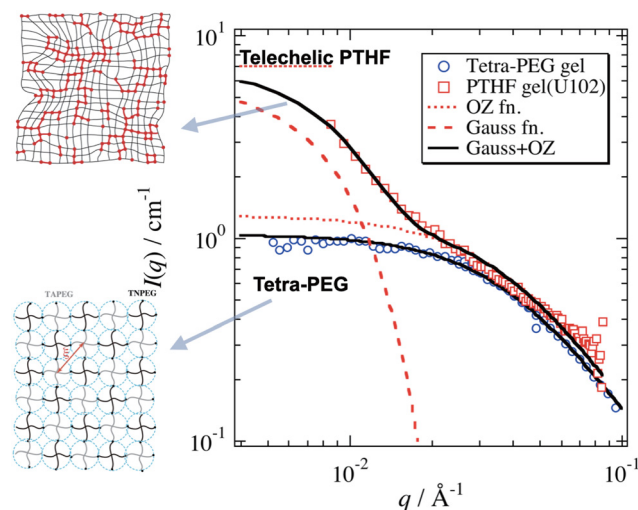 Telechelic PTHF
Tetra-PEG gel
PTHF gel(U102)
OZ fn.
Gauss fn.
Gauss+OZ
Tetra-PEG
TAPEG TNPEG
10¹
10⁰
10⁻¹
I(q) / cm⁻¹
10⁻²
10⁻¹
q / Å⁻¹